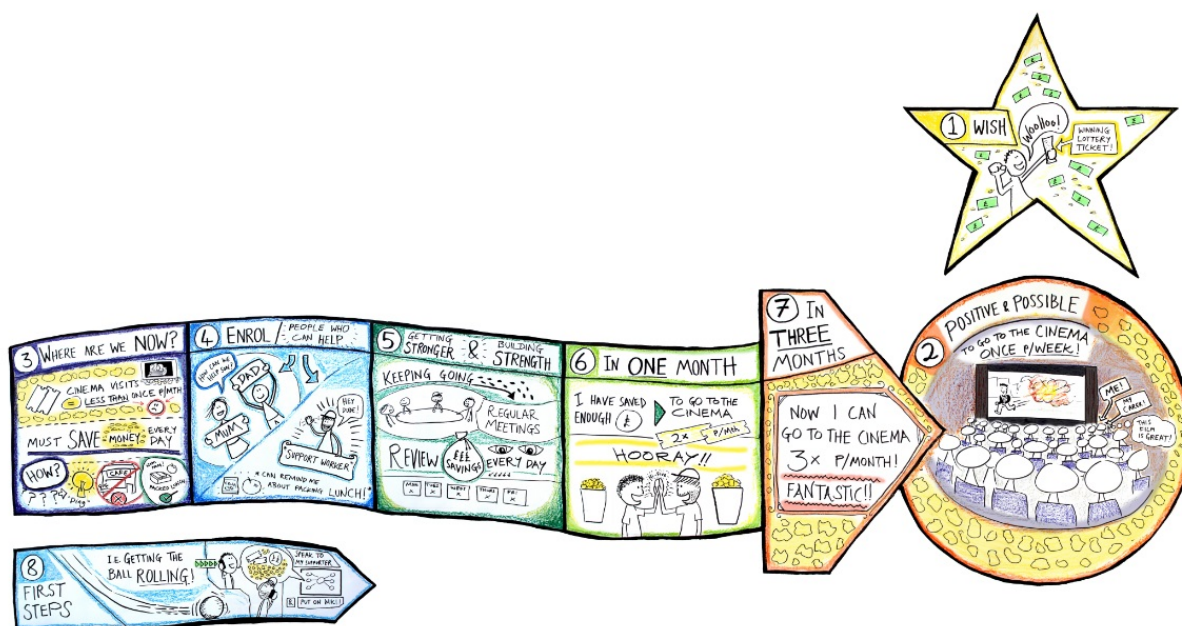 1 WISH
WOOHOO!
WINNING
LOTTERY
TICKET!
2 POSITIVE & POSSIBLE
TO GO TO THE CINEMA
ONCE P/WEEK!
ME!
MY
CARER!
THIS
FILM IS
GREAT!
3 WHERE ARE WE NOW?
CINEMA VISITS
= LESS THAN ONCE P/MTH
MUST SAVE MONEY EVERY
DAY
HOW?
????
CAFE
PACKED LUNCH
4 ENROL / PEOPLE WHO
CAN HELP
HOW CAN WE
HELP SON?
DAD
MUM
HEY
DUDE!
"SUPPORT WORKER"
* CAN REMIND ME
ABOUT PACKING LUNCH! *
5 GETTING
STRONGER & BUILDING
STRENGTH
KEEPING GOING
REGULAR
MEETINGS
REVIEW £££
SAVINGS EVERY DAY
MON
TUES
WEDS
THURS
FRI
6 IN ONE MONTH
I HAVE SAVED
ENOUGH £
TO GO TO THE
CINEMA
2x P/MTH
HOORAY!!
7 IN
THREE
MONTHS
NOW I CAN
GO TO THE CINEMA
3x P/MONTH!
FANTASTIC!!
8
FIRST
STEPS
I.E. GETTING THE
BALL ROLLING!
SPEAK TO
MY SUPPORTER
PUT ON WALL!